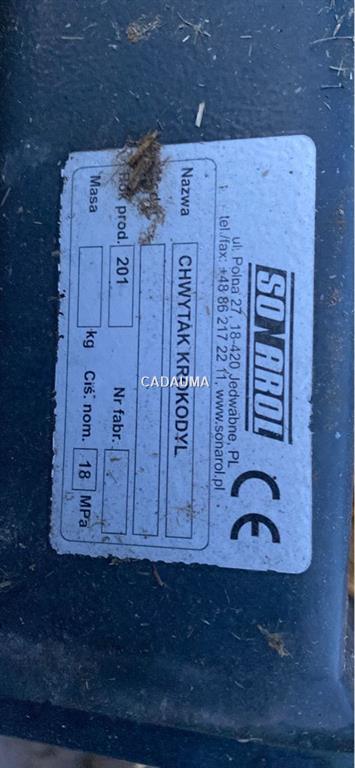 SONAROL
ul. Polna 27, 18-420 Jedwabne, PL
tel./fax: +48 86 217 22 11, www.sonarol.pl
CE
Nazwa CHWYTAK KROKODYL
Rok prod. 201 Nr fabr.
Masa kg Ciś. nom. 18 MPa
CADAUMA